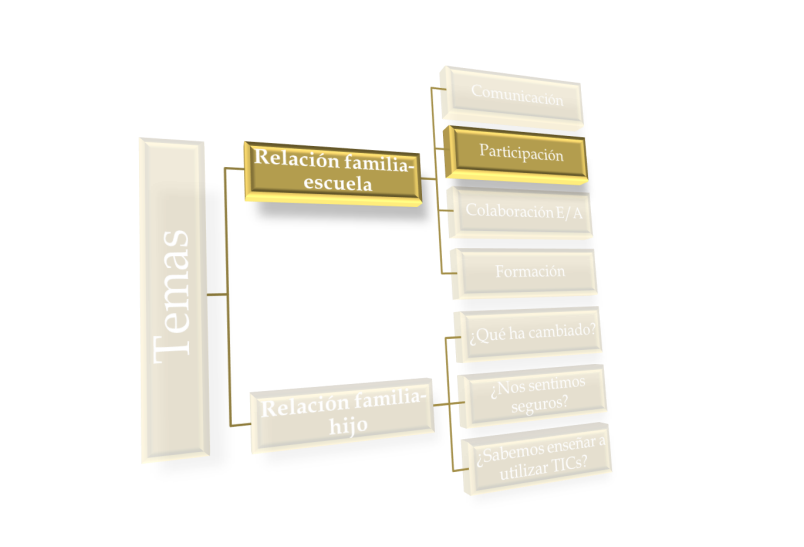 Temas
Relación familia-
escuela
Comunicación
Participación
Colaboración E/A
Formación
Relación familia-
hijo
¿Qué ha cambiado?
¿Nos sentimos
seguros?
¿Sabemos enseñar a
utilizar TICs?